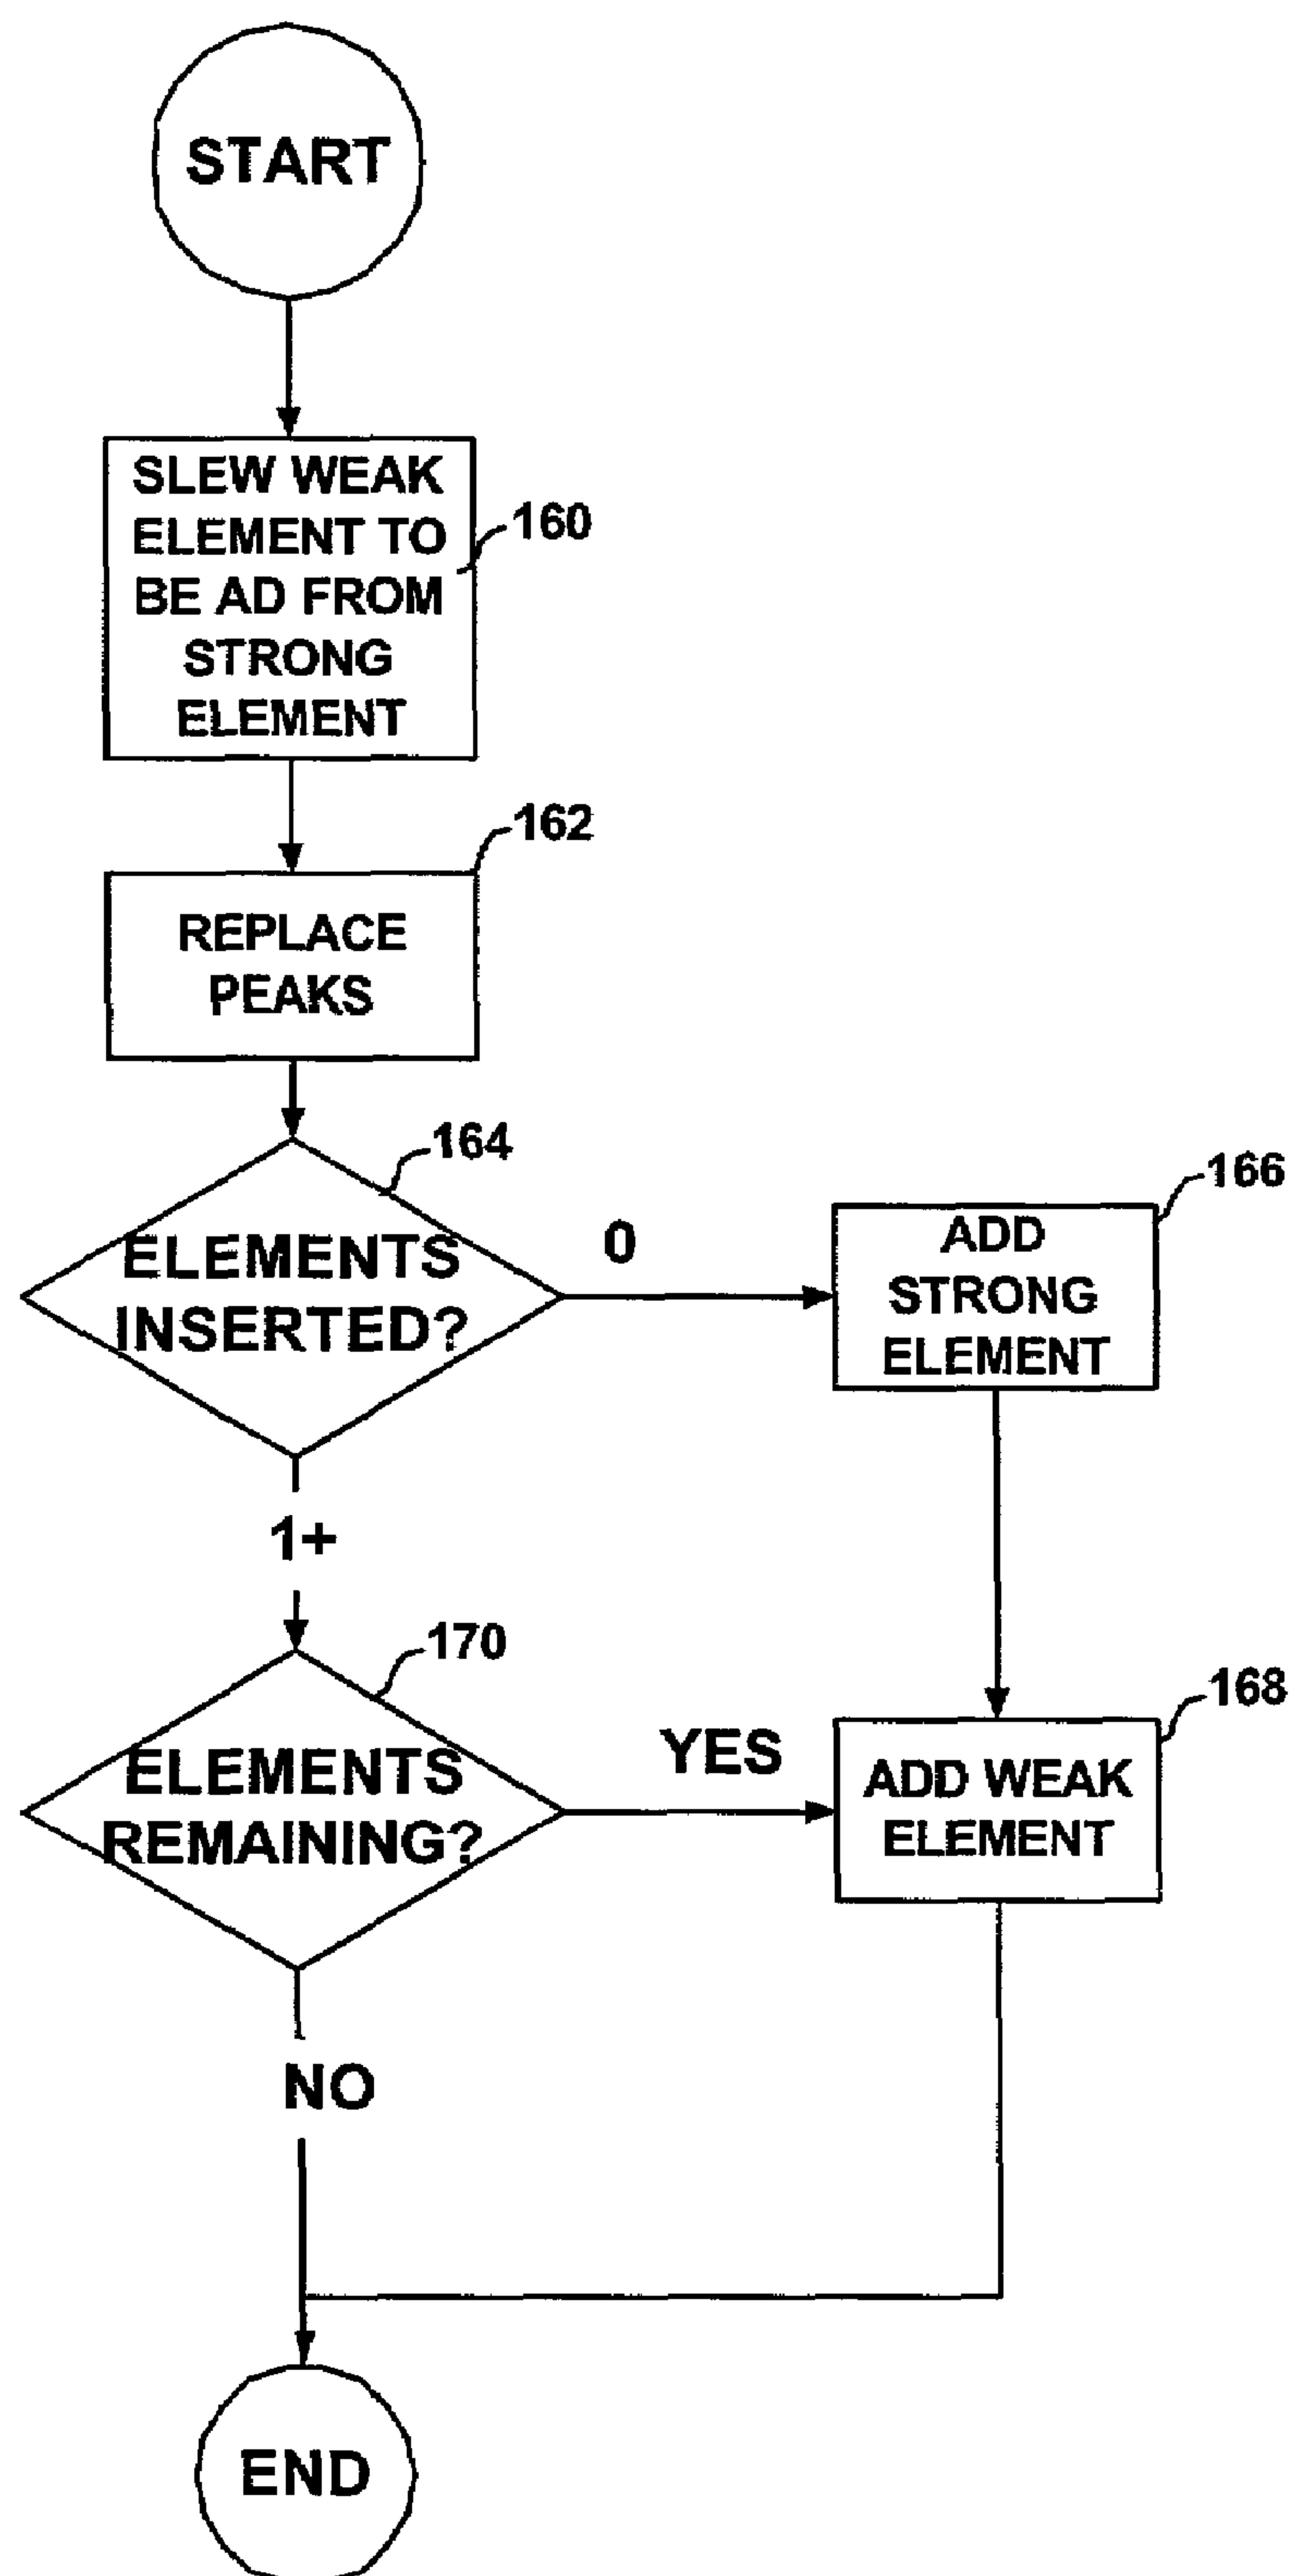 START
SLEW WEAK
ELEMENT TO
BE AD FROM
STRONG
ELEMENT
160
162
REPLACE
PEAKS
164
ELEMENTS
INSERTED?
0
166
ADD
STRONG
ELEMENT
1+
170
ELEMENTS
REMAINING?
YES
168
ADD WEAK
ELEMENT
NO
END